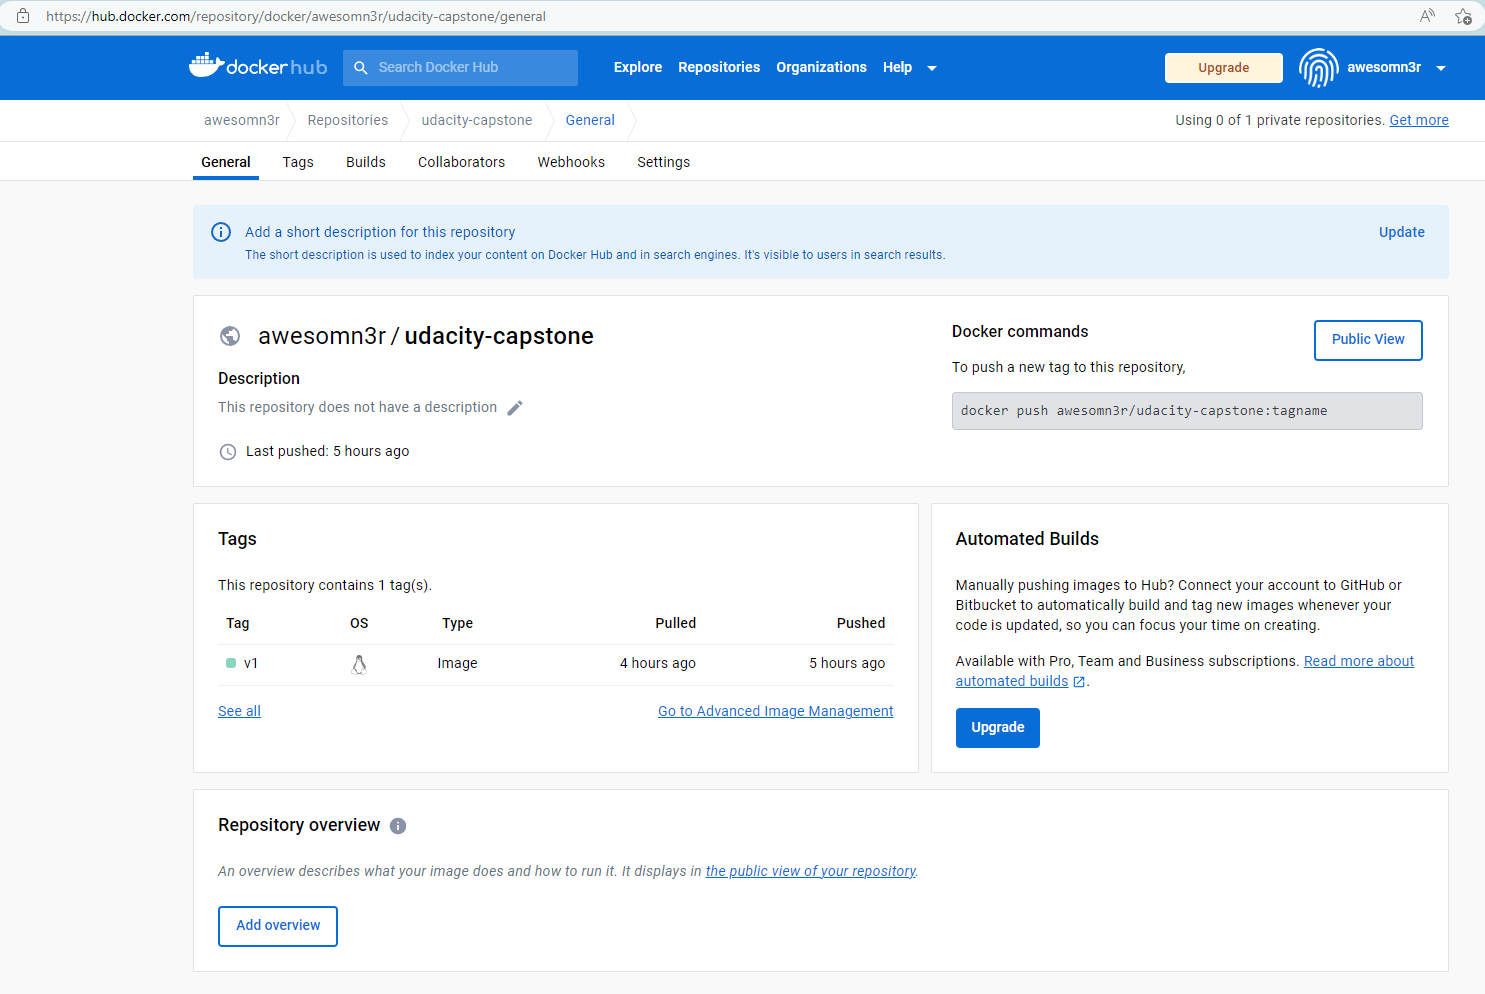 https://hub.docker.com/repository/docker/awesomn3r/udacity-capstone/general
docker hub
Search Docker Hub
Explore Repositories Organizations Help
Upgrade
awesomn3r
awesomn3r Repositories udacity-capstone General
Using 0 of 1 private repositories. Get more
General Tags Builds Collaborators Webhooks Settings
Add a short description for this repository
Update
The short description is used to index your content on Docker Hub and in search engines. It's visible to users in search results.
awesomn3r / udacity-capstone
Description
This repository does not have a description
Last pushed: 5 hours ago
Docker commands
Public View
To push a new tag to this repository,
docker push awesomn3r/udacity-capstone:tagname
Tags
This repository contains 1 tag(s).
Tag OS Type Pulled Pushed
v1 Image 4 hours ago 5 hours ago
See all
Go to Advanced Image Management
Automated Builds
Manually pushing images to Hub? Connect your account to GitHub or
Bitbucket to automatically build and tag new images whenever your
code is updated, so you can focus your time on creating.
Available with Pro, Team and Business subscriptions. Read more about
automated builds .
Upgrade
Repository overview
An overview describes what your image does and how to run it. It displays in the public view of your repository.
Add overview